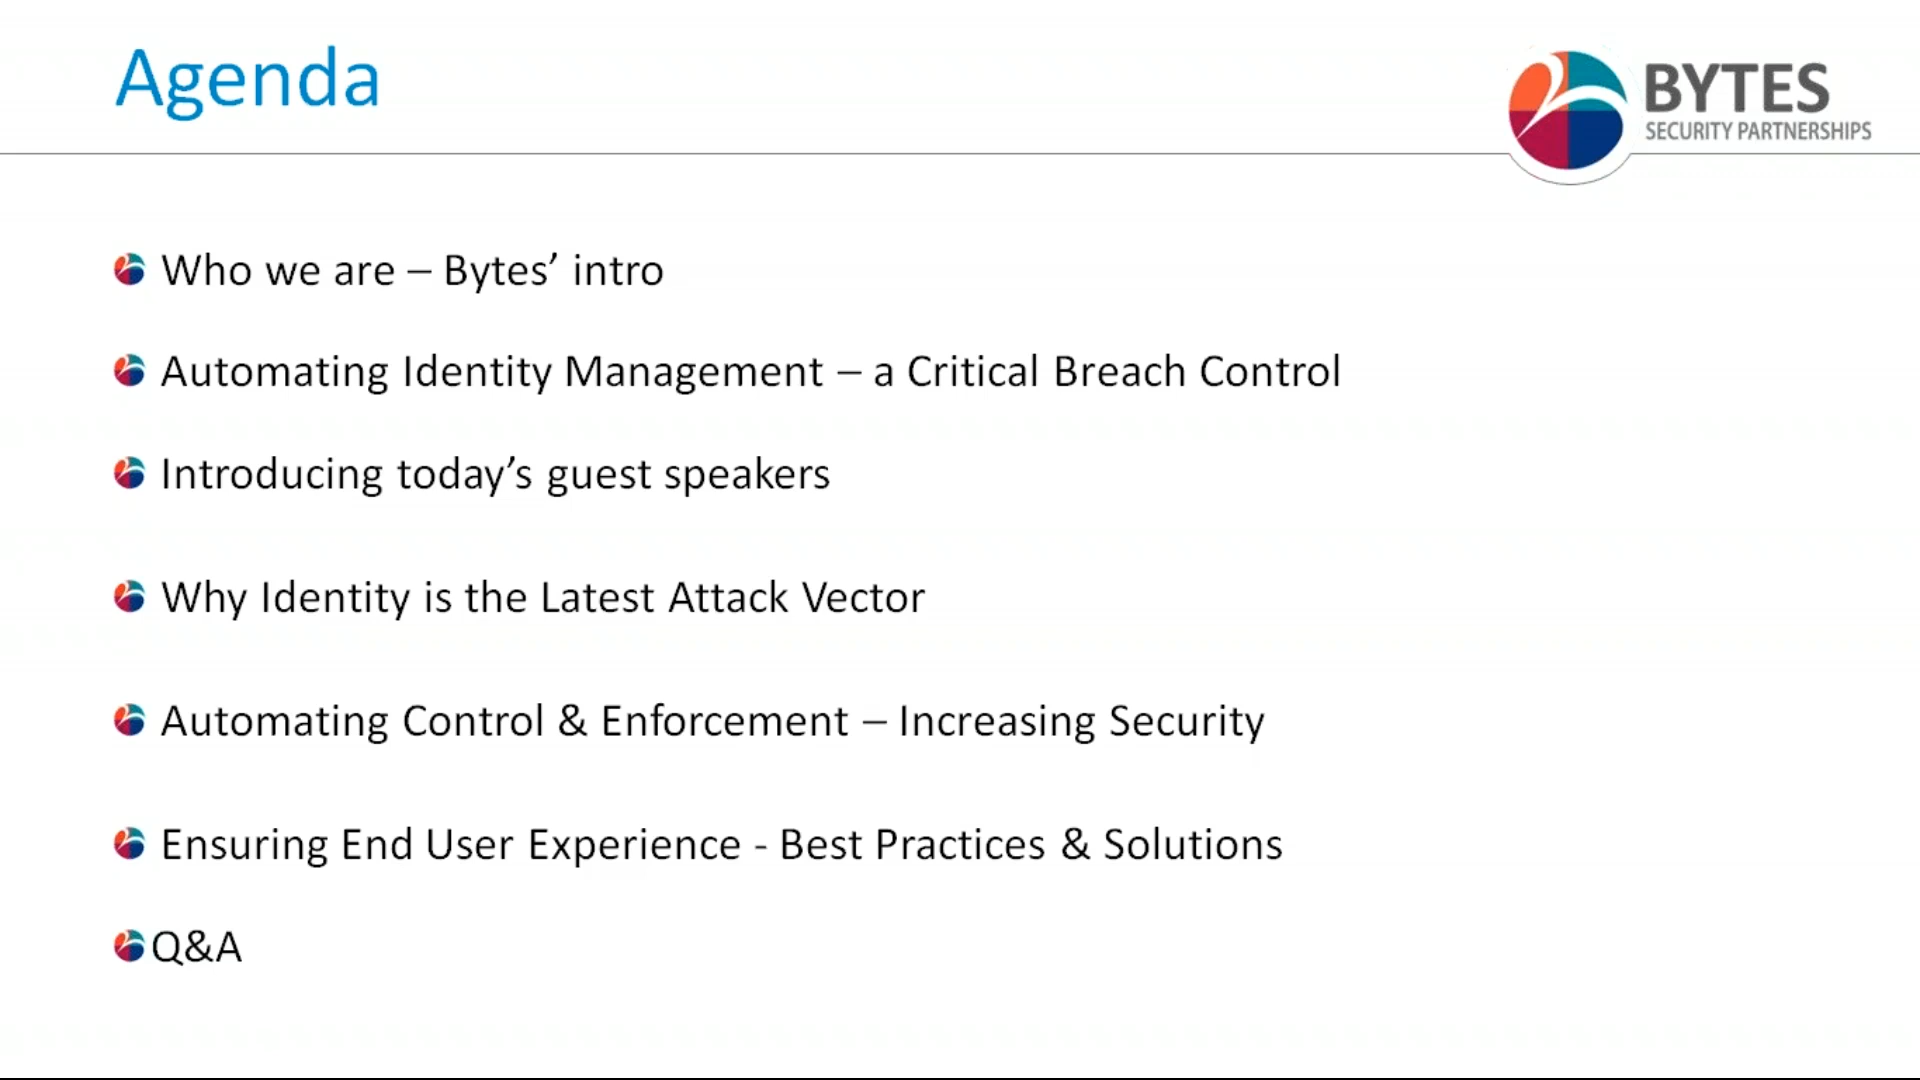 Agenda
BYTES
SECURITY PARTNERSHIPS
Who we are – Bytes’ intro
Automating Identity Management – a Critical Breach Control
Introducing today’s guest speakers
Why Identity is the Latest Attack Vector
Automating Control & Enforcement – Increasing Security
Ensuring End User Experience - Best Practices & Solutions
Q&A